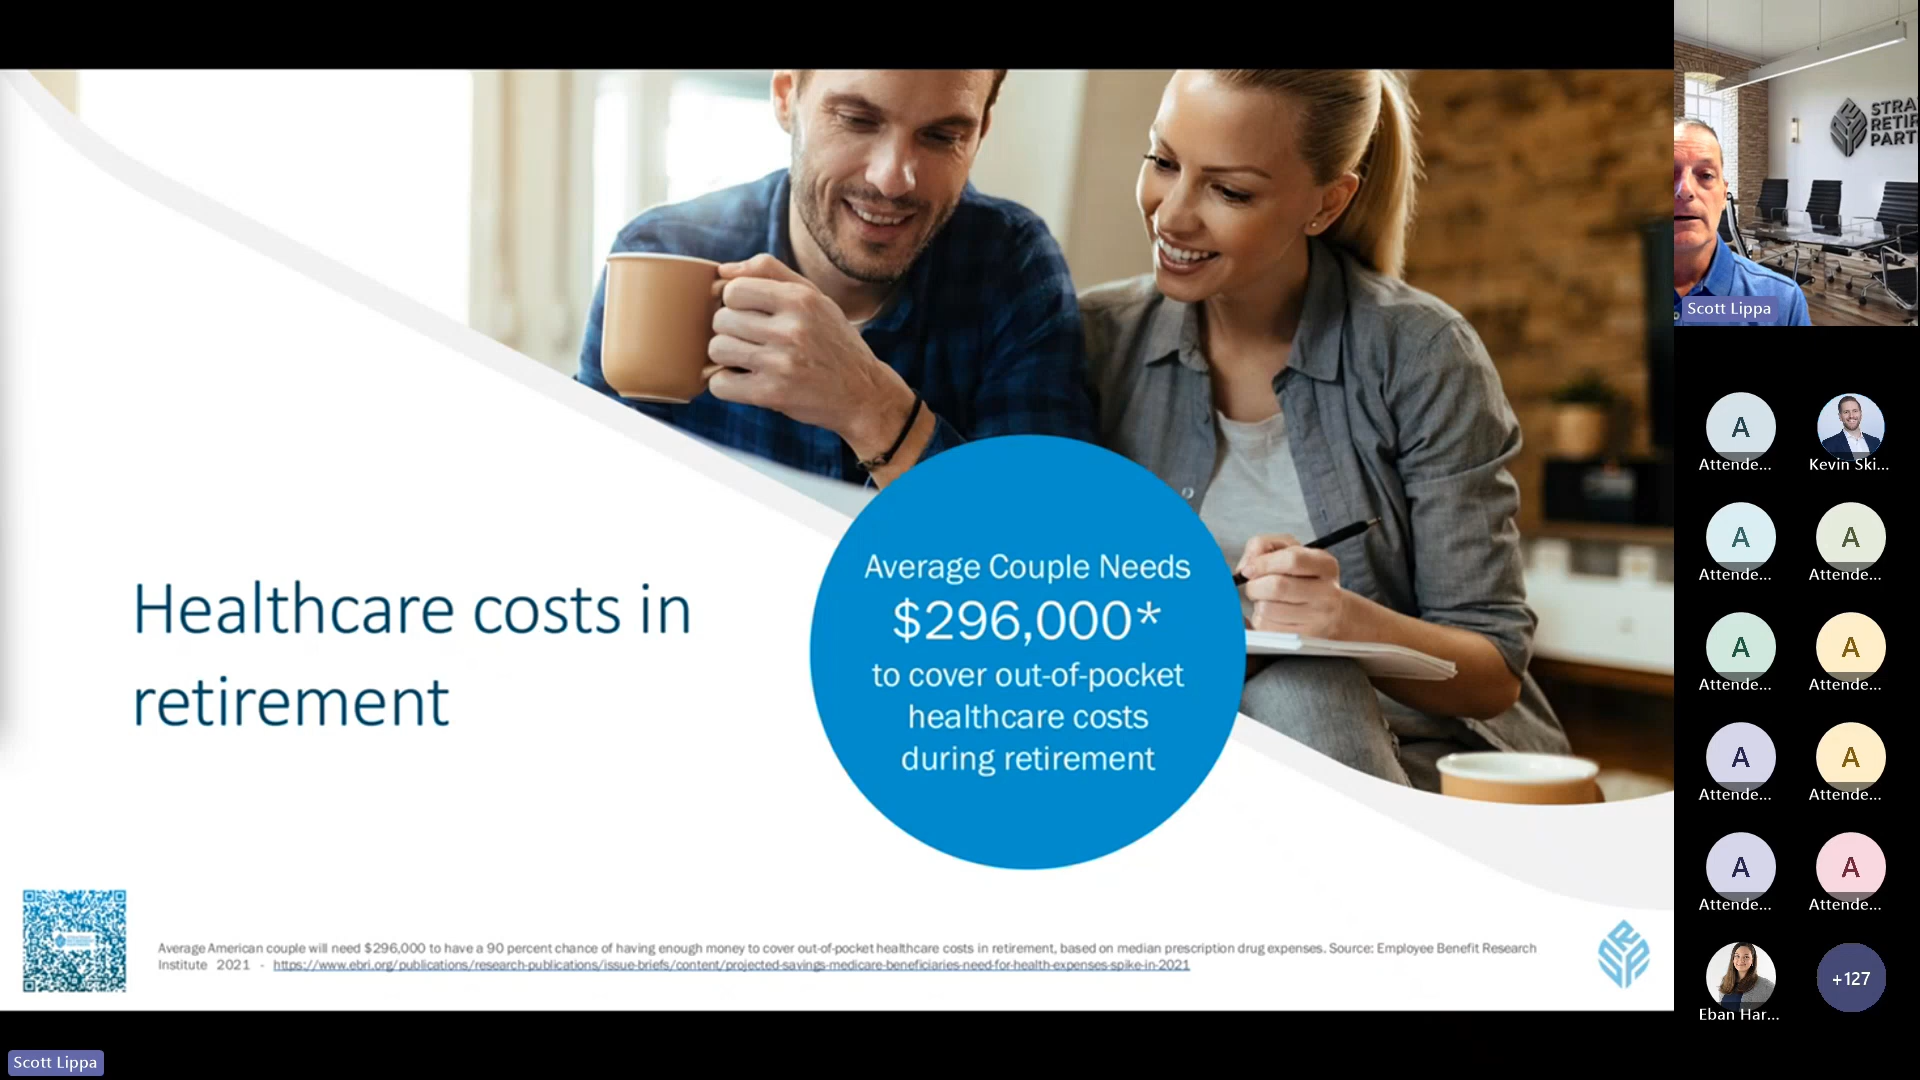 STRA
RETIR
PART
Scott Lippa
Average Couple Needs
$296,000*
to cover out-of-pocket
healthcare costs
during retirement
Healthcare costs in
retirement
Average American couple will need $296,000 to have a 90 percent chance of having enough money to cover out-of-pocket healthcare costs in retirement, based on median prescription drug expenses. Source: Employee Benefit Research
Institute 2021 - https://www.ebri.org/publications/research-publications/issue-briefs/content/projected-savings-medicare-beneficiaries-need-for-health-expenses-spike-in-2021
A A
Attende... Kevin Ski...
A A
Attende... Attende...
A A
Attende... Attende...
A A
Attende... Attende...
A A
Attende... Attende...
+127
Eban Har...
Scott Lippa